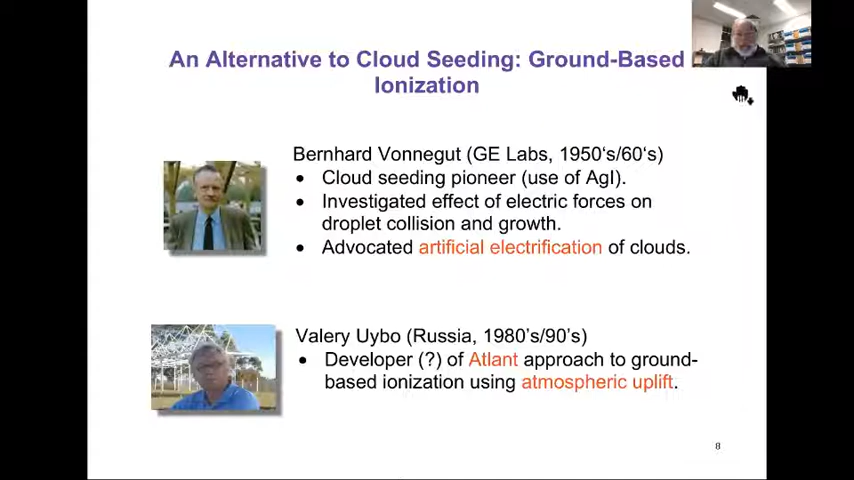 An Alternative to Cloud Seeding: Ground-Based
Ionization
Bernhard Vonnegut (GE Labs, 1950‘s/60‘s)
• Cloud seeding pioneer (use of AgI).
• Investigated effect of electric forces on
droplet collision and growth.
• Advocated artificial electrification of clouds.
Valery Uybo (Russia, 1980’s/90’s)
• Developer (?) of Atlant approach to ground-
based ionization using atmospheric uplift.
8